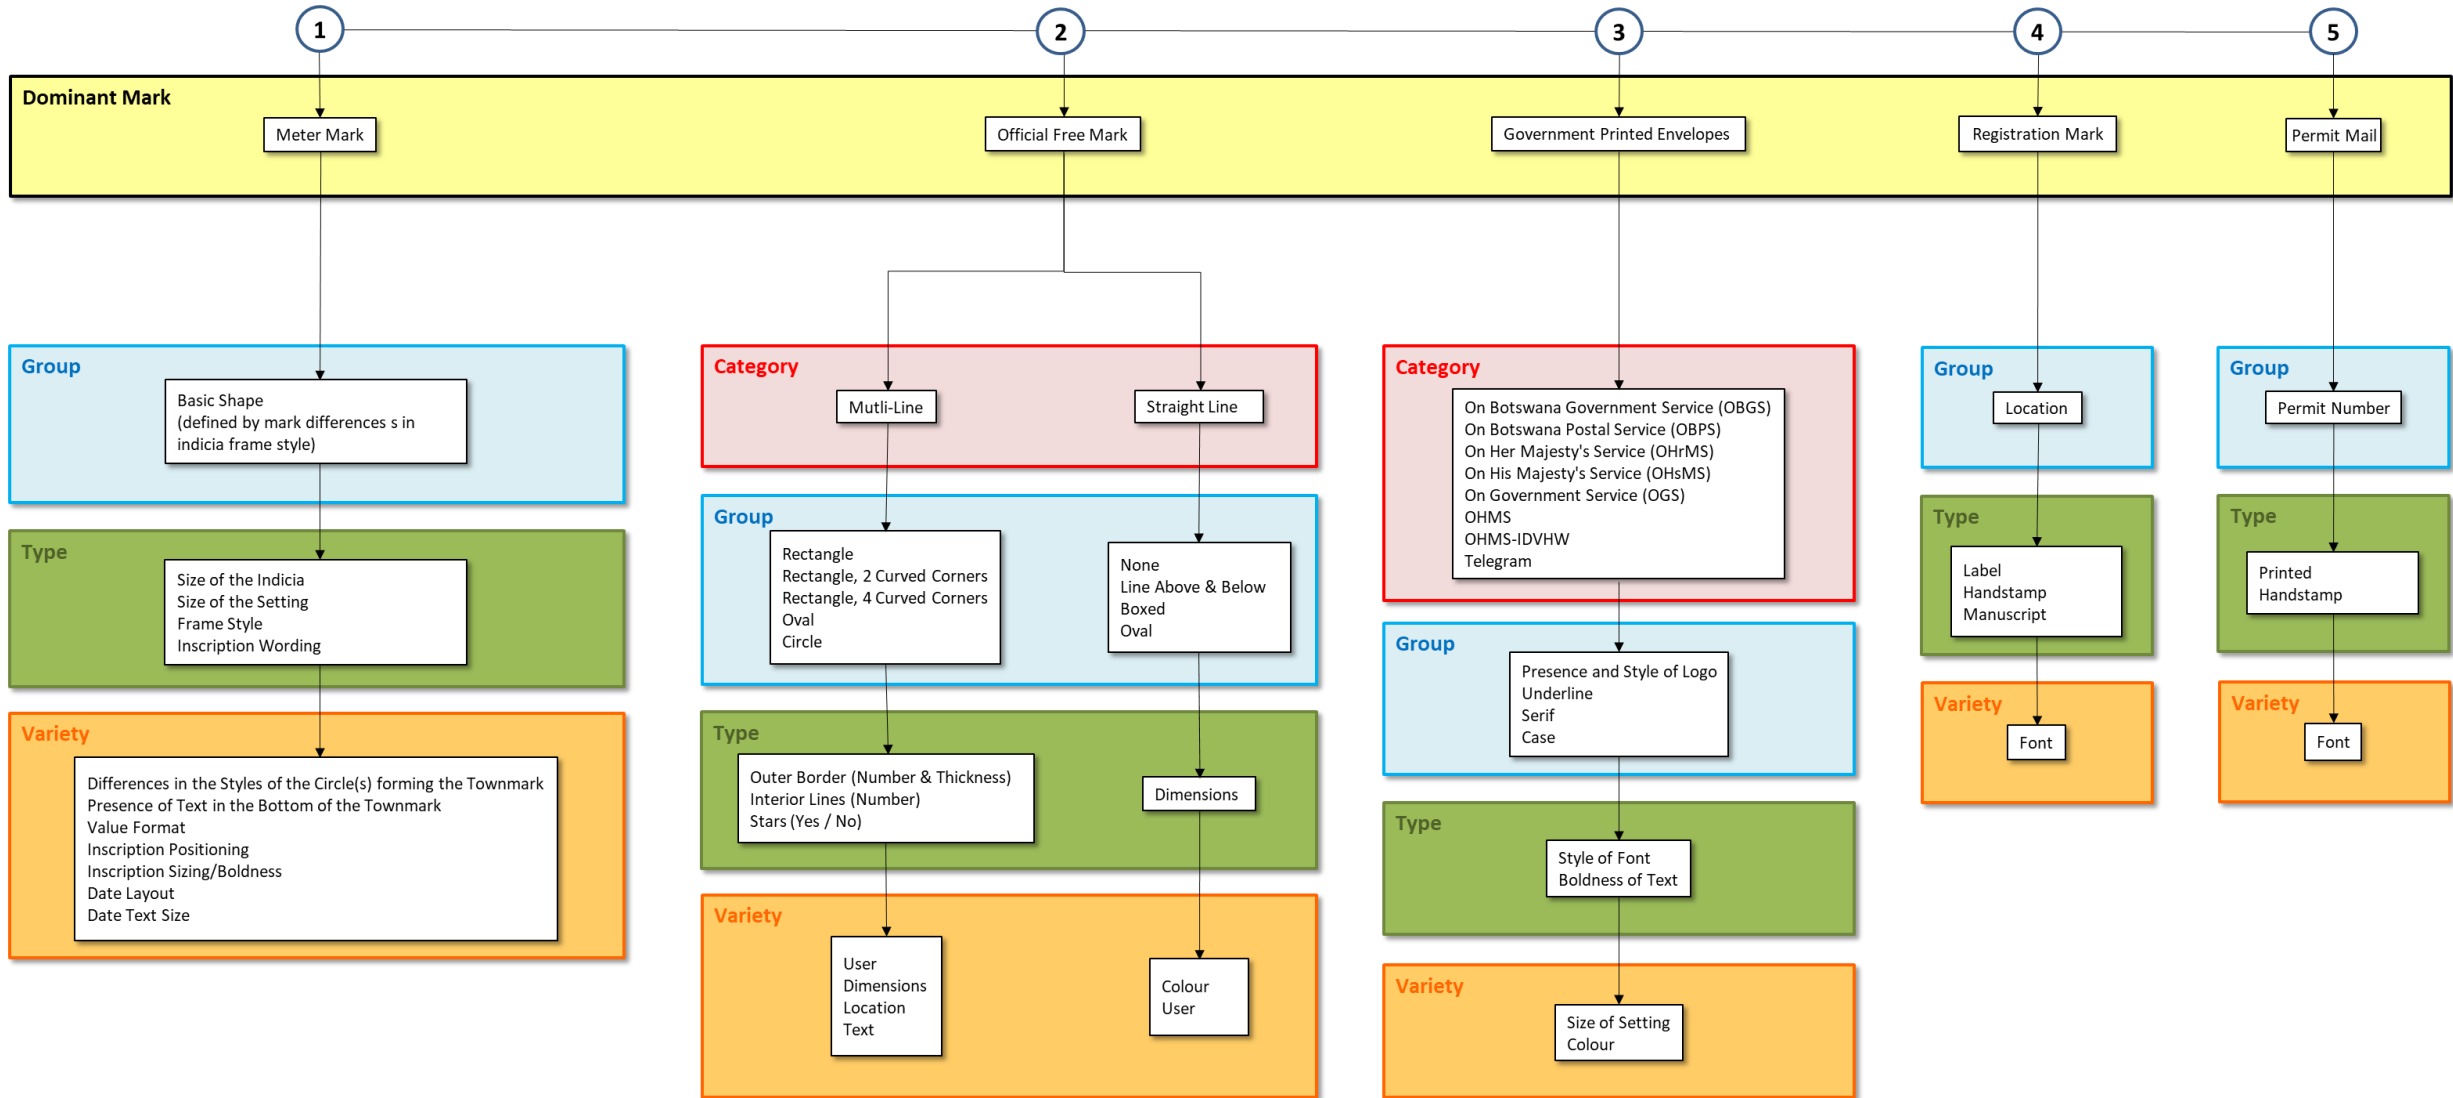 1
2
3
4
5
Dominant Mark
Meter Mark
Official Free Mark
Government Printed Envelopes
Registration Mark
Permit Mail
Group
Basic Shape
(defined by mark differences s in
indicia frame style)
Type
Size of the Indicia
Size of the Setting
Frame Style
Inscription Wording
Variety
Differences in the Styles of the Circle(s) forming the Townmark
Presence of Text in the Bottom of the Townmark
Value Format
Inscription Positioning
Inscription Sizing/Boldness
Date Layout
Date Text Size
Category
Mutli-Line
Straight Line
Group
Rectangle
Rectangle, 2 Curved Corners
Rectangle, 4 Curved Corners
Oval
Circle
None
Line Above & Below
Boxed
Oval
Type
Outer Border (Number & Thickness)
Interior Lines (Number)
Stars (Yes / No)
Dimensions
Variety
User
Dimensions
Location
Text
Colour
User
Category
On Botswana Government Service (OBGS)
On Botswana Postal Service (OBPS)
On Her Majesty's Service (OHrMS)
On His Majesty's Service (OHsMS)
On Government Service (OGS)
OHMS
OHMS-IDVHW
Telegram
Group
Presence and Style of Logo
Underline
Serif
Case
Type
Style of Font
Boldness of Text
Variety
Size of Setting
Colour
Group
Location
Type
Label
Handstamp
Manuscript
Variety
Font
Group
Permit Number
Type
Printed
Handstamp
Variety
Font